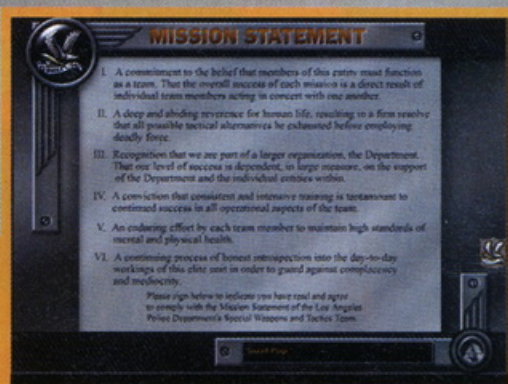 MISSION STATEMENT
I. A commitment to the belief that members of this entity must function
as a team. That the overall success of each mission is a direct result of
individual team members acting in concert with one another.
II. A deep and abiding reverence for human life, resulting in a firm resolve
that all possible tactical alternatives be exhausted before employing
deadly force.
III. Recognition that we are part of a larger organization, the Department.
That our level of success is dependent, in large measure, on the support
of the Department and the individual entities within.
IV. A conviction that consistent and intensive training is tantamount to
continued success in all operational aspects of the team.
V. An enduring effort by each team member to maintain high standards of
mental and physical health.
VI. A continuing process of honest introspection into the day-to-day
workings of this elite unit in order to guard against complacency
and mediocrity.
Please sign below to indicate you have read and agree
to comply with the Mission Statement of the Los Angeles
Police Department's Special Weapons and Tactics Team.